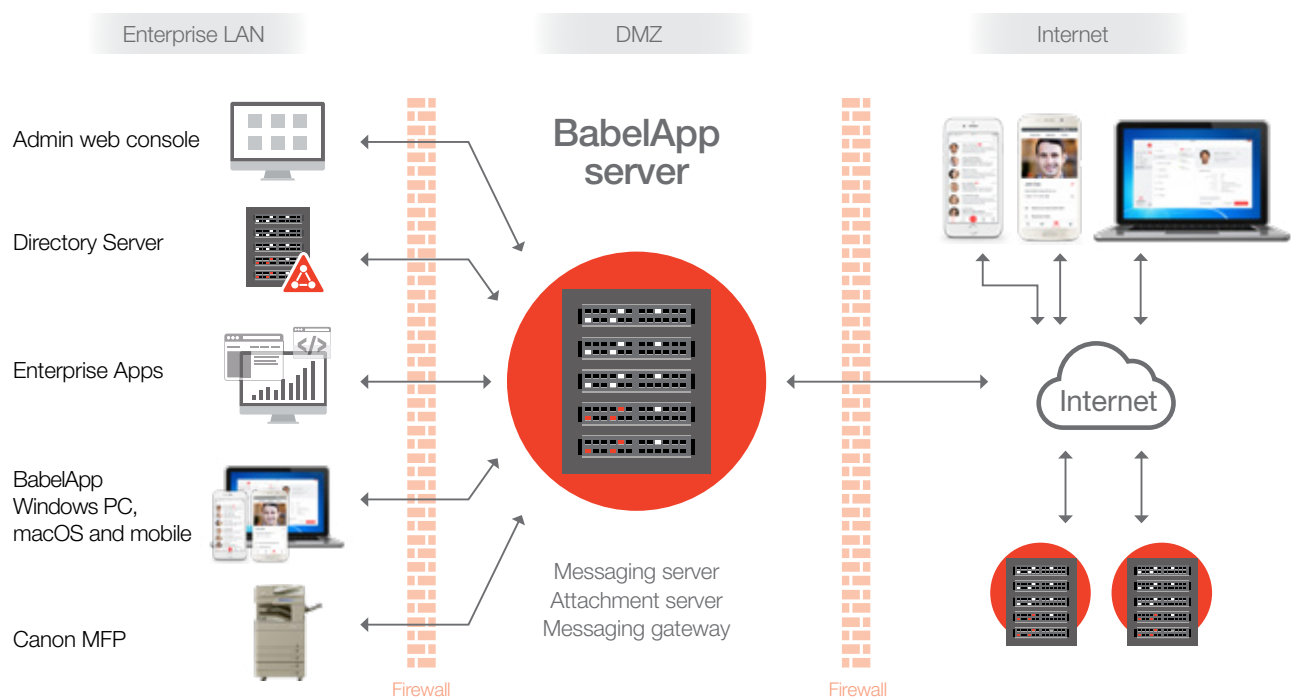 Enterprise LAN
DMZ
Internet
Admin web console
Directory Server
Enterprise Apps
</>
BabelApp
Windows PC,
macOS and mobile
Canon MFP
Firewall
BabelApp
server
Messaging server
Attachment server
Messaging gateway
Firewall
Internet